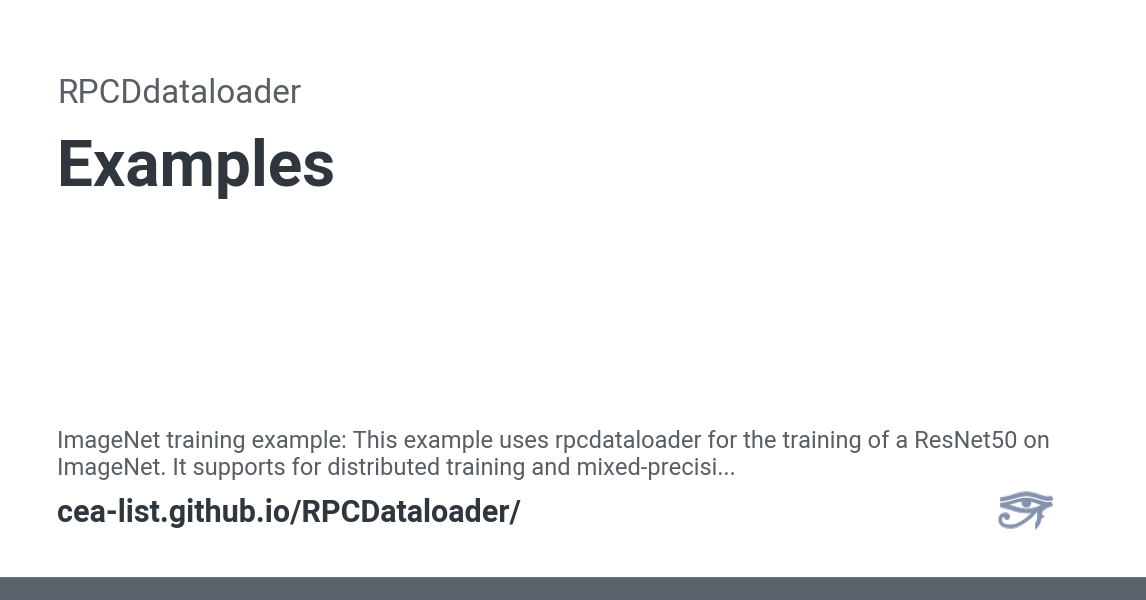 RPCDdataloader
Examples
ImageNet training example: This example uses rpcdataloader for the training of a ResNet50 on
ImageNet. It supports for distributed training and mixed-precisi...
cea-list.github.io/RPCDataloader/